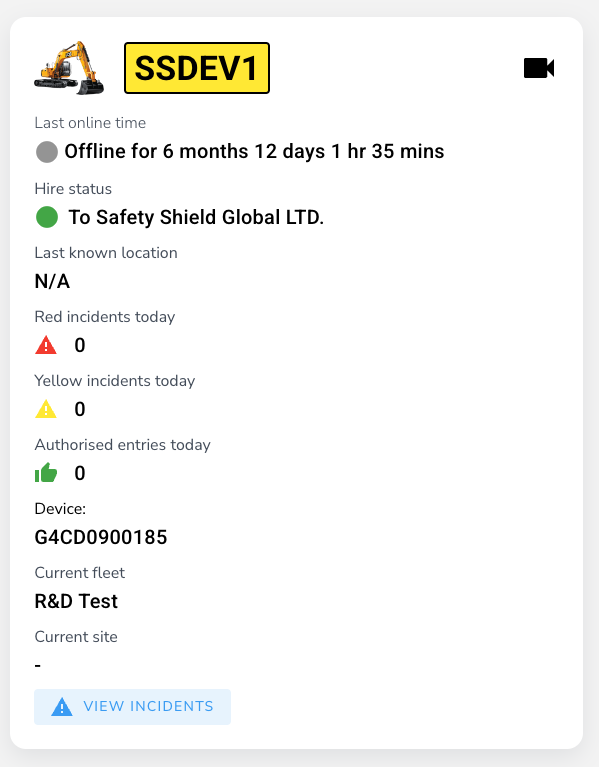 SSDEV1
Last online time
Offline for 6 months 12 days 1 hr 35 mins
Hire status
To Safety Shield Global LTD.
Last known location
N/A
Red incidents today
0
Yellow incidents today
0
Authorised entries today
0
Device:
G4CD0900185
Current fleet
R&D Test
Current site
-
VIEW INCIDENTS